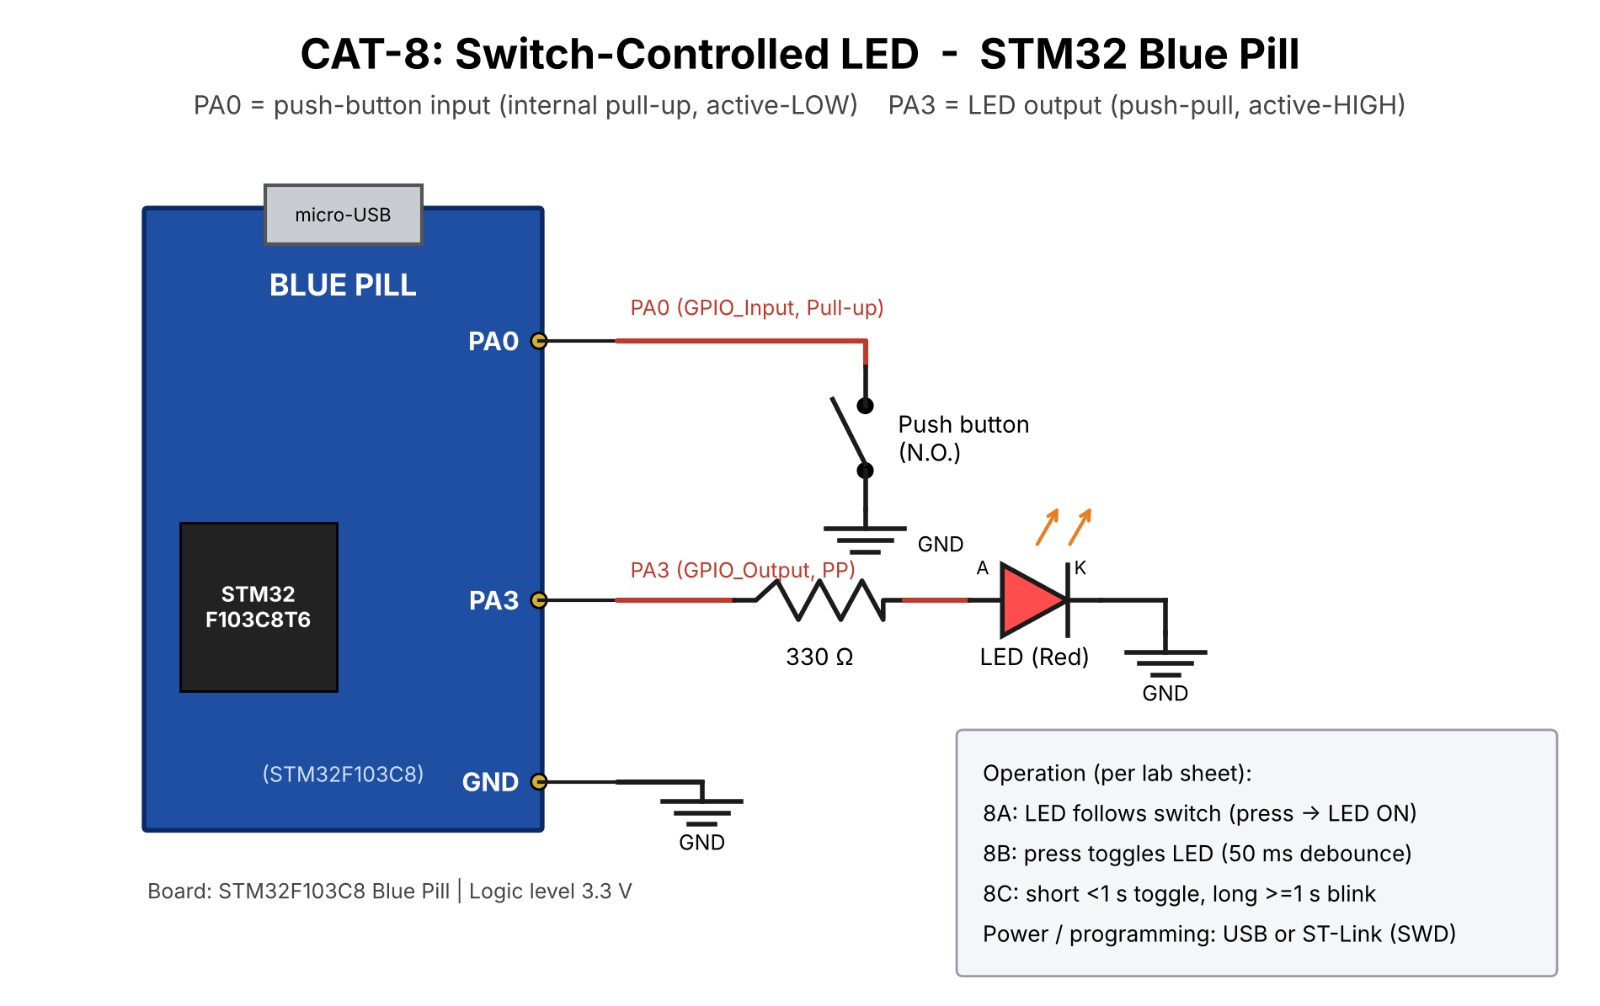 CAT-8: Switch-Controlled LED - STM32 Blue Pill
PA0 = push-button input (internal pull-up, active-LOW) PA3 = LED output (push-pull, active-HIGH)
micro-USB
BLUE PILL
PA0 (GPIO_Input, Pull-up)
PA0
Push button
(N.O.)
GND
PA3 (GPIO_Output, PP)
A
K
STM32
F103C8T6
PA3
330 Ω
LED (Red)
GND
(STM32F103C8)
GND
GND
Operation (per lab sheet):
8A: LED follows switch (press → LED ON)
8B: press toggles LED (50 ms debounce)
8C: short <1 s toggle, long >=1 s blink
Power / programming: USB or ST-Link (SWD)
Board: STM32F103C8 Blue Pill | Logic level 3.3 V